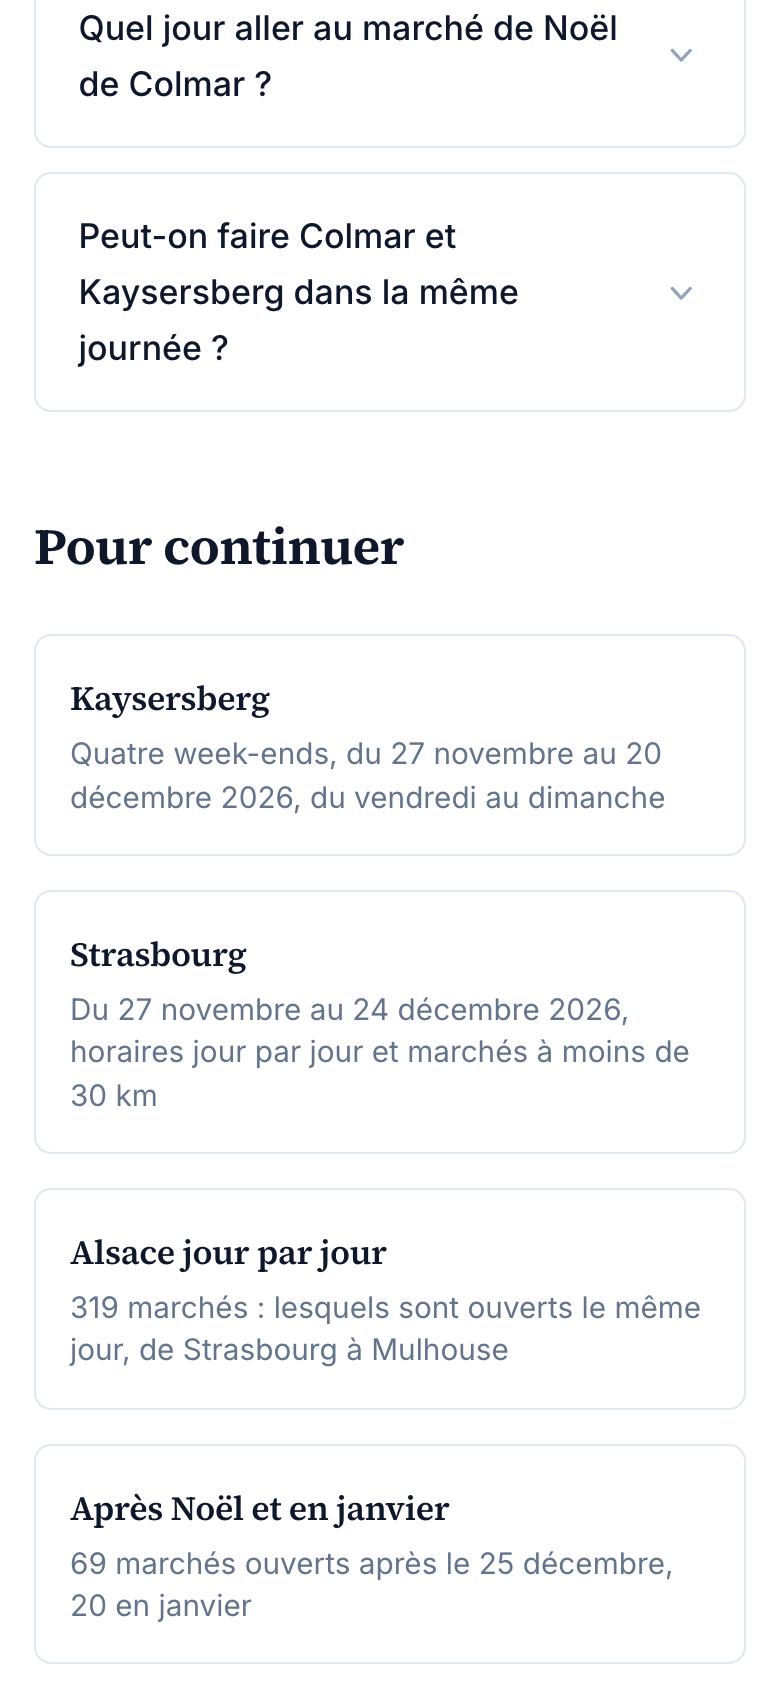 Quel jour aller au marché de Noël
de Colmar ?
Peut-on faire Colmar et
Kaysersberg dans la même
journée ?
Pour continuer
Kaysersberg
Quatre week-ends, du 27 novembre au 20
décembre 2026, du vendredi au dimanche
Strasbourg
Du 27 novembre au 24 décembre 2026,
horaires jour par jour et marchés à moins de
30 km
Alsace jour par jour
319 marchés : lesquels sont ouverts le même
jour, de Strasbourg à Mulhouse
Après Noël et en janvier
69 marchés ouverts après le 25 décembre,
20 en janvier